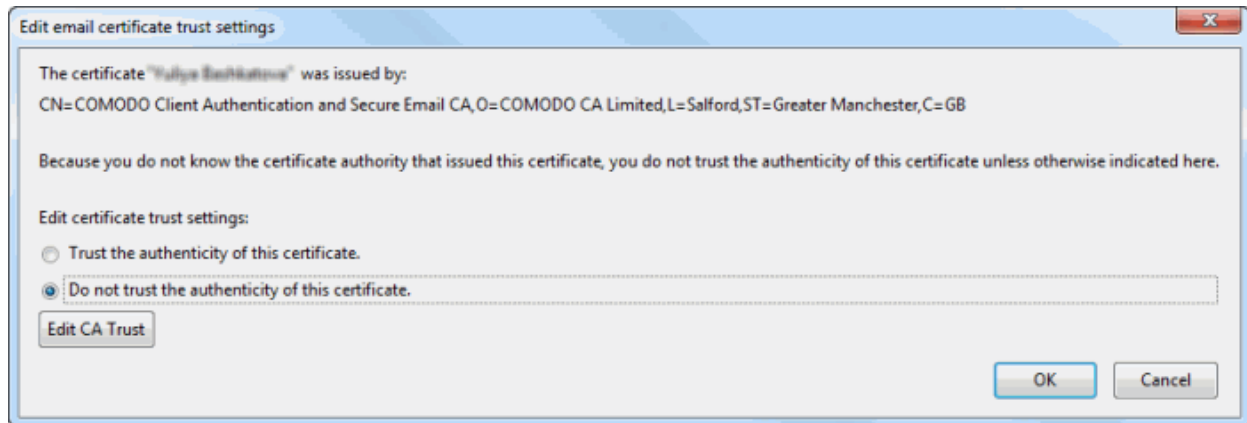 Edit email certificate trust settings
The certificate was issued by:
CN=COMODO Client Authentication and Secure Email CA,O=COMODO CA Limited,L=Salford,ST=Greater Manchester,C=GB
Because you do not know the certificate authority that issued this certificate, you do not trust the authenticity of this certificate unless otherwise indicated here.
Edit certificate trust settings:
Trust the authenticity of this certificate.
Do not trust the authenticity of this certificate.
Edit CA Trust
OK Cancel